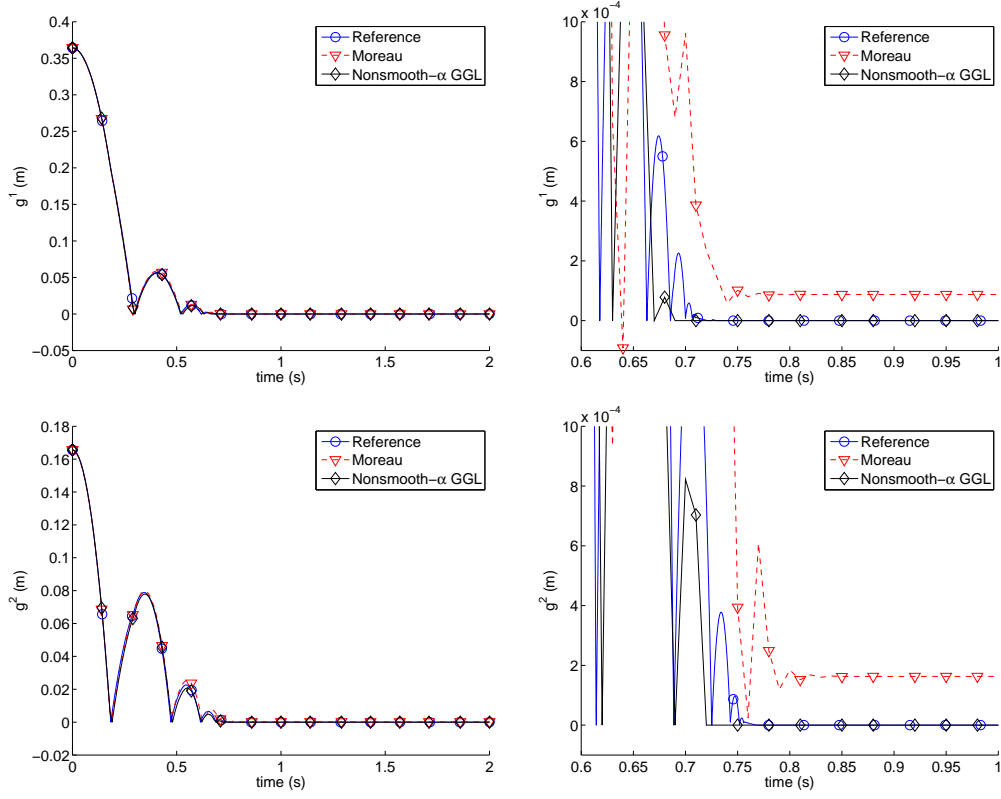 0.4
0.35
0.3
0.25
0.2
0.15
0.1
0.05
0
−0.05
g¹ (m)
0
0.5
1
1.5
2
time (s)
Reference
Moreau
Nonsmooth−α GGL
x 10⁻⁴
10
8
6
4
2
0
g¹ (m)
0.6
0.65
0.7
0.75
0.8
0.85
0.9
0.95
1
time (s)
Reference
Moreau
Nonsmooth−α GGL
0.18
0.16
0.14
0.12
0.1
0.08
0.06
0.04
0.02
0
−0.02
g² (m)
0
0.5
1
1.5
2
time (s)
Reference
Moreau
Nonsmooth−α GGL
x 10⁻⁴
10
8
6
4
2
0
g² (m)
0.6
0.65
0.7
0.75
0.8
0.85
0.9
0.95
1
time (s)
Reference
Moreau
Nonsmooth−α GGL